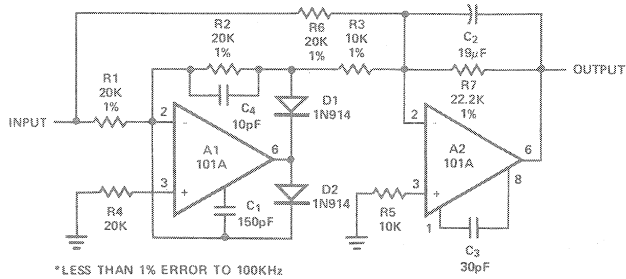 R2
20K
1%
R6
20K
1%
R3
10K
1%
C2
19µF
R1
20K
1%
C4
10pF
D1
1N914
R7
22.2K
1%
OUTPUT
INPUT
2
-
A1
101A
6
3
+
2
-
A2
101A
6
8
3
+
1
R4
20K
C1
150pF
D2
1N914
R5
10K
C3
30pF
*LESS THAN 1% ERROR TO 100KHz